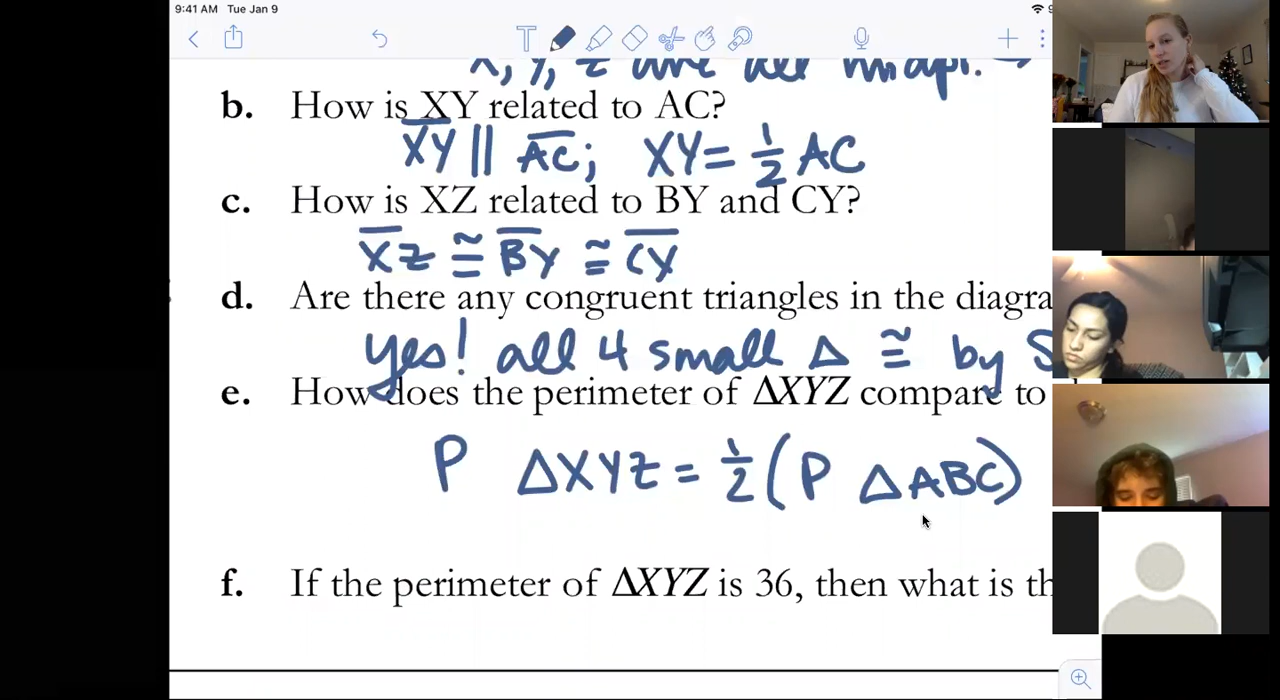 9:41 AM Tue Jan 9
X, Y, Z are all
b. How is XY related to AC?
XY || AC; XY = 1/2 AC
c. How is XZ related to BY and CY?
XZ ≅ BY ≅ CY
d. Are there any congruent triangles in the diagra
yes! all 4 small Δ ≅ by S
e. How does the perimeter of ΔXYZ compare to
P ΔXYZ = 1/2 (P ΔABC)
f. If the perimeter of ΔXYZ is 36, then what is th